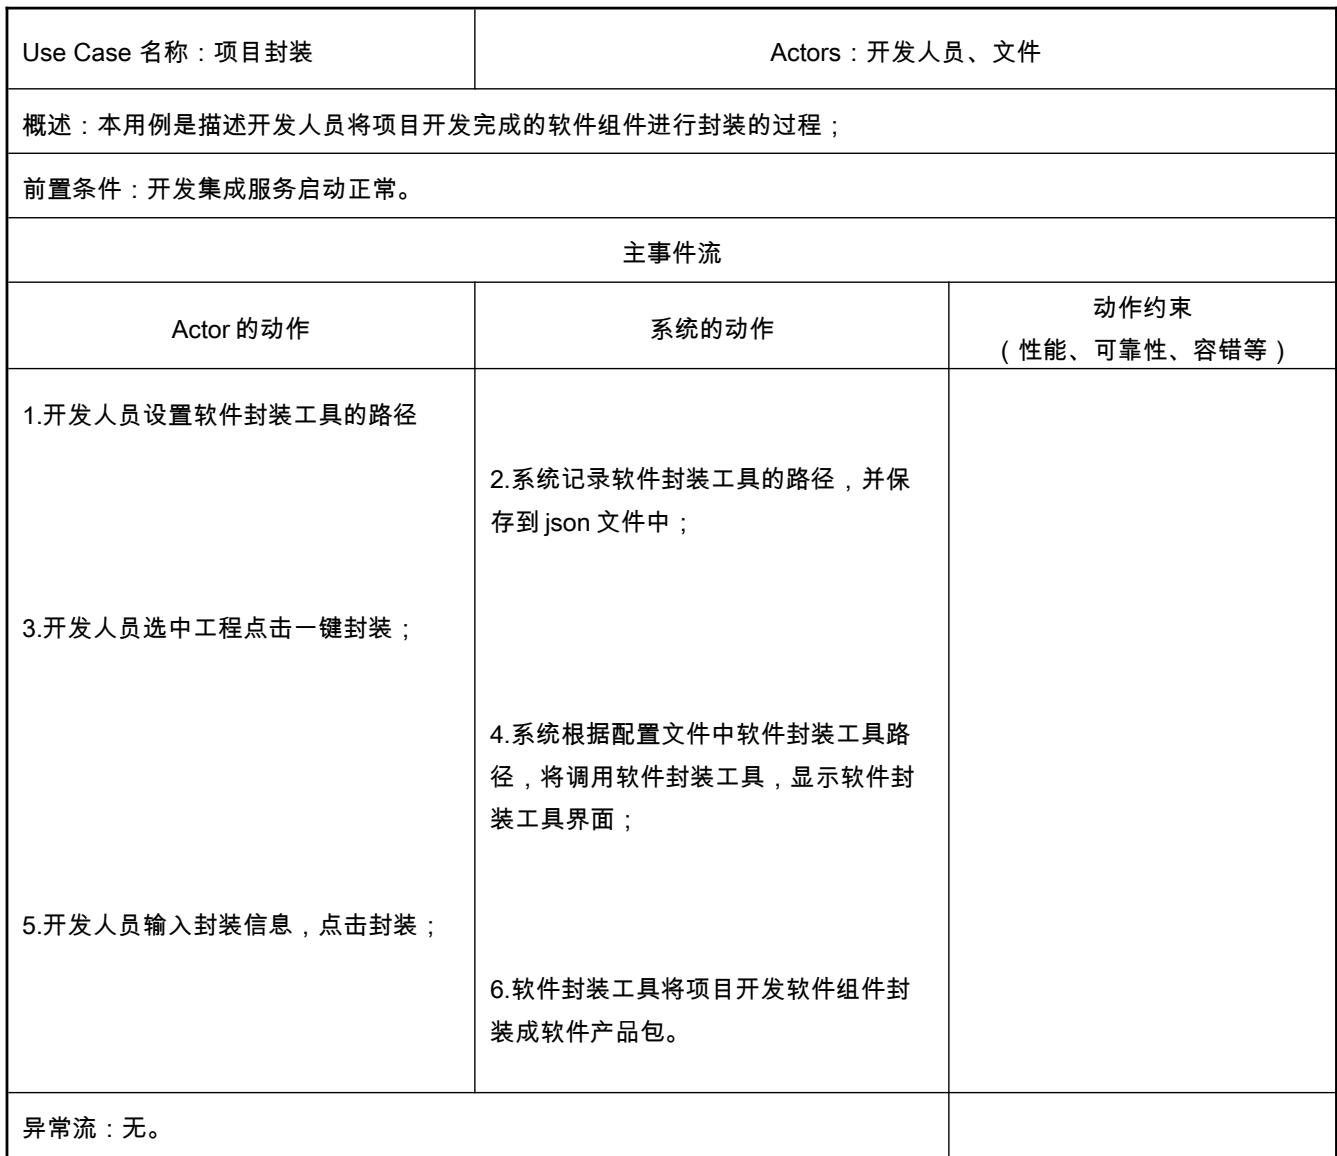 Use Case 名称：项目封装
Actors：开发人员、文件
概述：本用例是描述开发人员将项目开发完成的软件组件进行封装的过程；
前置条件：开发集成服务启动正常。
主事件流
Actor 的动作
系统的动作
动作约束
（性能、可靠性、容错等）
1.开发人员设置软件封装工具的路径
2.系统记录软件封装工具的路径，并保
存到 json 文件中；
3.开发人员选中工程点击一键封装；
4.系统根据配置文件中软件封装工具路
径，将调用软件封装工具，显示软件封
装工具界面；
5.开发人员输入封装信息，点击封装；
6.软件封装工具将项目开发软件组件封
装成软件产品包。
异常流：无。